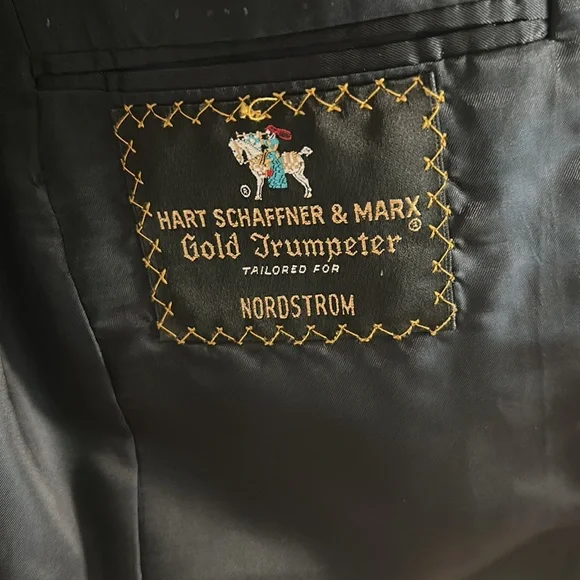 ®
HART SCHAFFNER & MARX®
Gold Trumpeter
TAILORED FOR
NORDSTROM